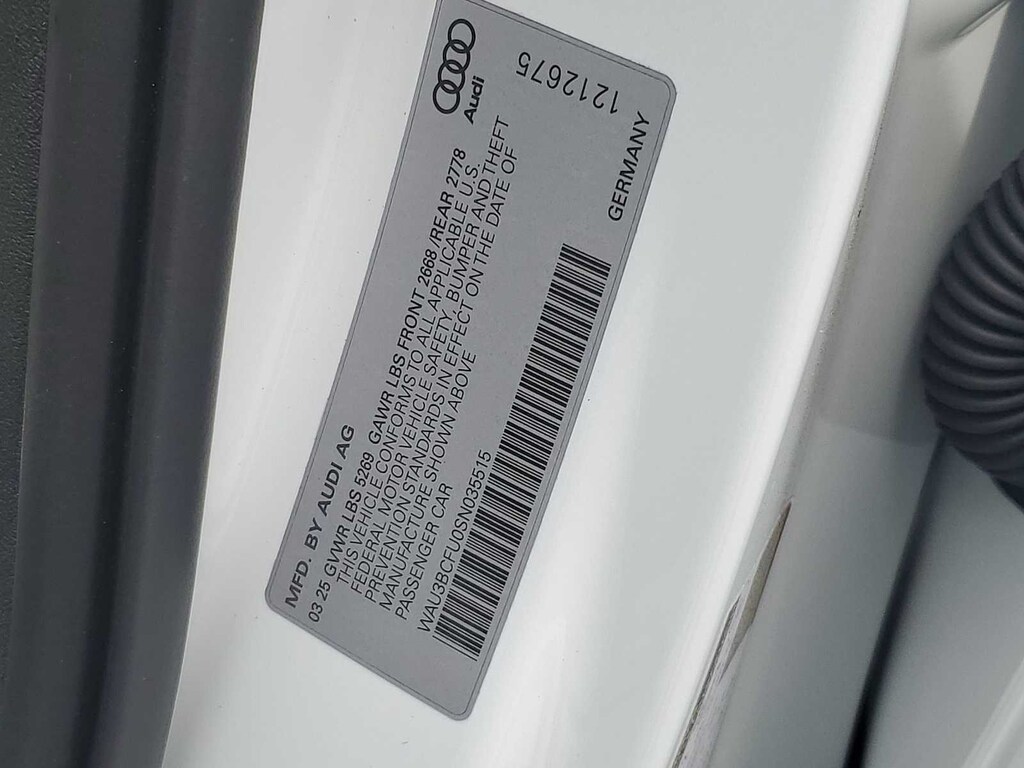 MFD. BY AUDI AG
Audi
03 25 GVWR LBS 5269 GAWR LBS FRONT 2668 /REAR 2778
THIS VEHICLE CONFORMS TO ALL APPLICABLE U.S.
FEDERAL MOTOR VEHICLE SAFETY, BUMPER AND THEFT
PREVENTION STANDARDS IN EFFECT ON THE DATE OF
MANUFACTURE SHOWN ABOVE
PASSENGER CAR
WAU3BCFU0SN035515
GERMANY
1212675